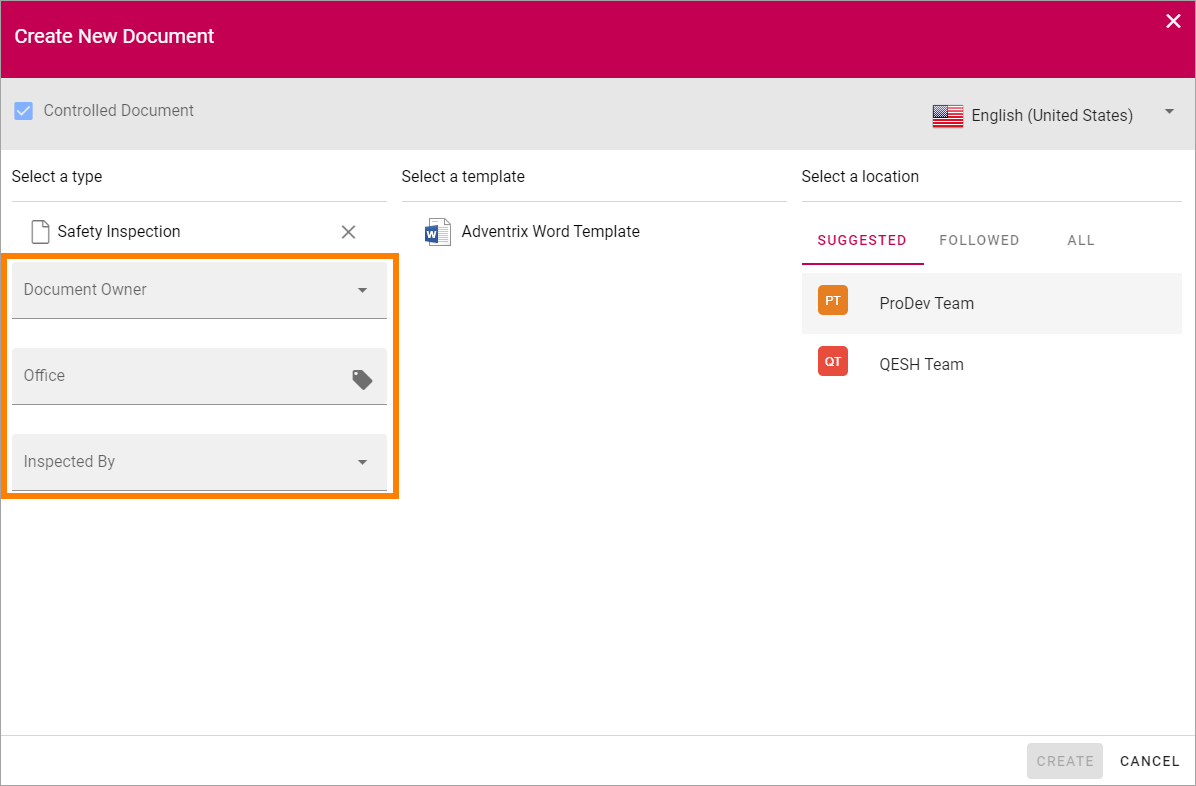 Create New Document
Controlled Document
English (United States)
Select a type
Safety Inspection
Document Owner
Office
Inspected By
Select a template
W
Adventrix Word Template
Select a location
SUGGESTED FOLLOWED ALL
PT ProDev Team
QT QESH Team
CREATE CANCEL